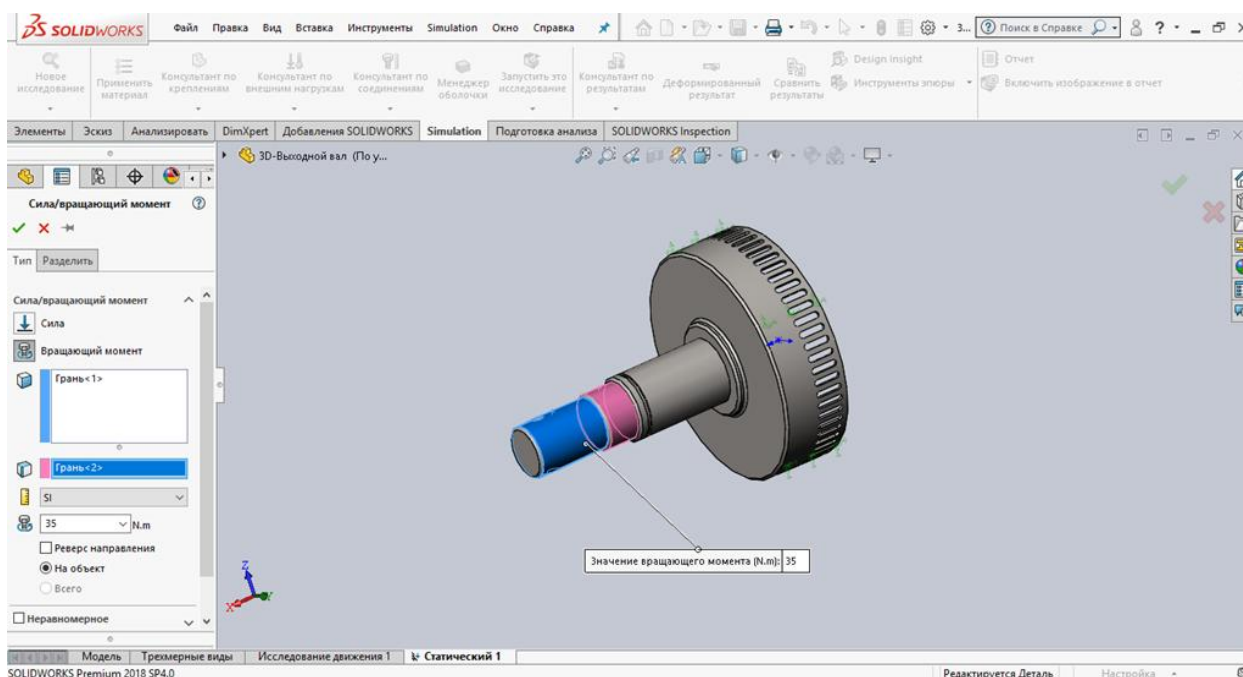 SOLIDWORKS Файл Правка Вид Вставка Инструменты Simulation Окно Справка З... Поиск в Справке
Новое исследование
Применить материал
Консультант по креплениям
Консультант по внешним нагрузкам
Консультант по соединениям
Менеджер оболочки
Запустить это исследование
Консультант по результатам
Деформированный результат
Сравнить результаты
Design Insight
Инструменты эпюры
Отчет
Включить изображение в отчет
Элементы Эскиз Анализировать DimXpert Добавления SOLIDWORKS Simulation Подготовка анализа SOLIDWORKS Inspection
3D-Выходной вал (По у...
Сила/вращающий момент
Тип Разделить
Сила/вращающий момент
Сила
Вращающий момент
Грань<1>
Грань<2>
SI
35 N.m
Реверс направления
На объект
Всего
Неравномерное
Значение вращающего момента (N.m): 35
Z
X
Модель Трехмерные виды Исследование движения 1 Статический 1
SOLIDWORKS Premium 2018 SP4.0 Редактируется Деталь Настройка